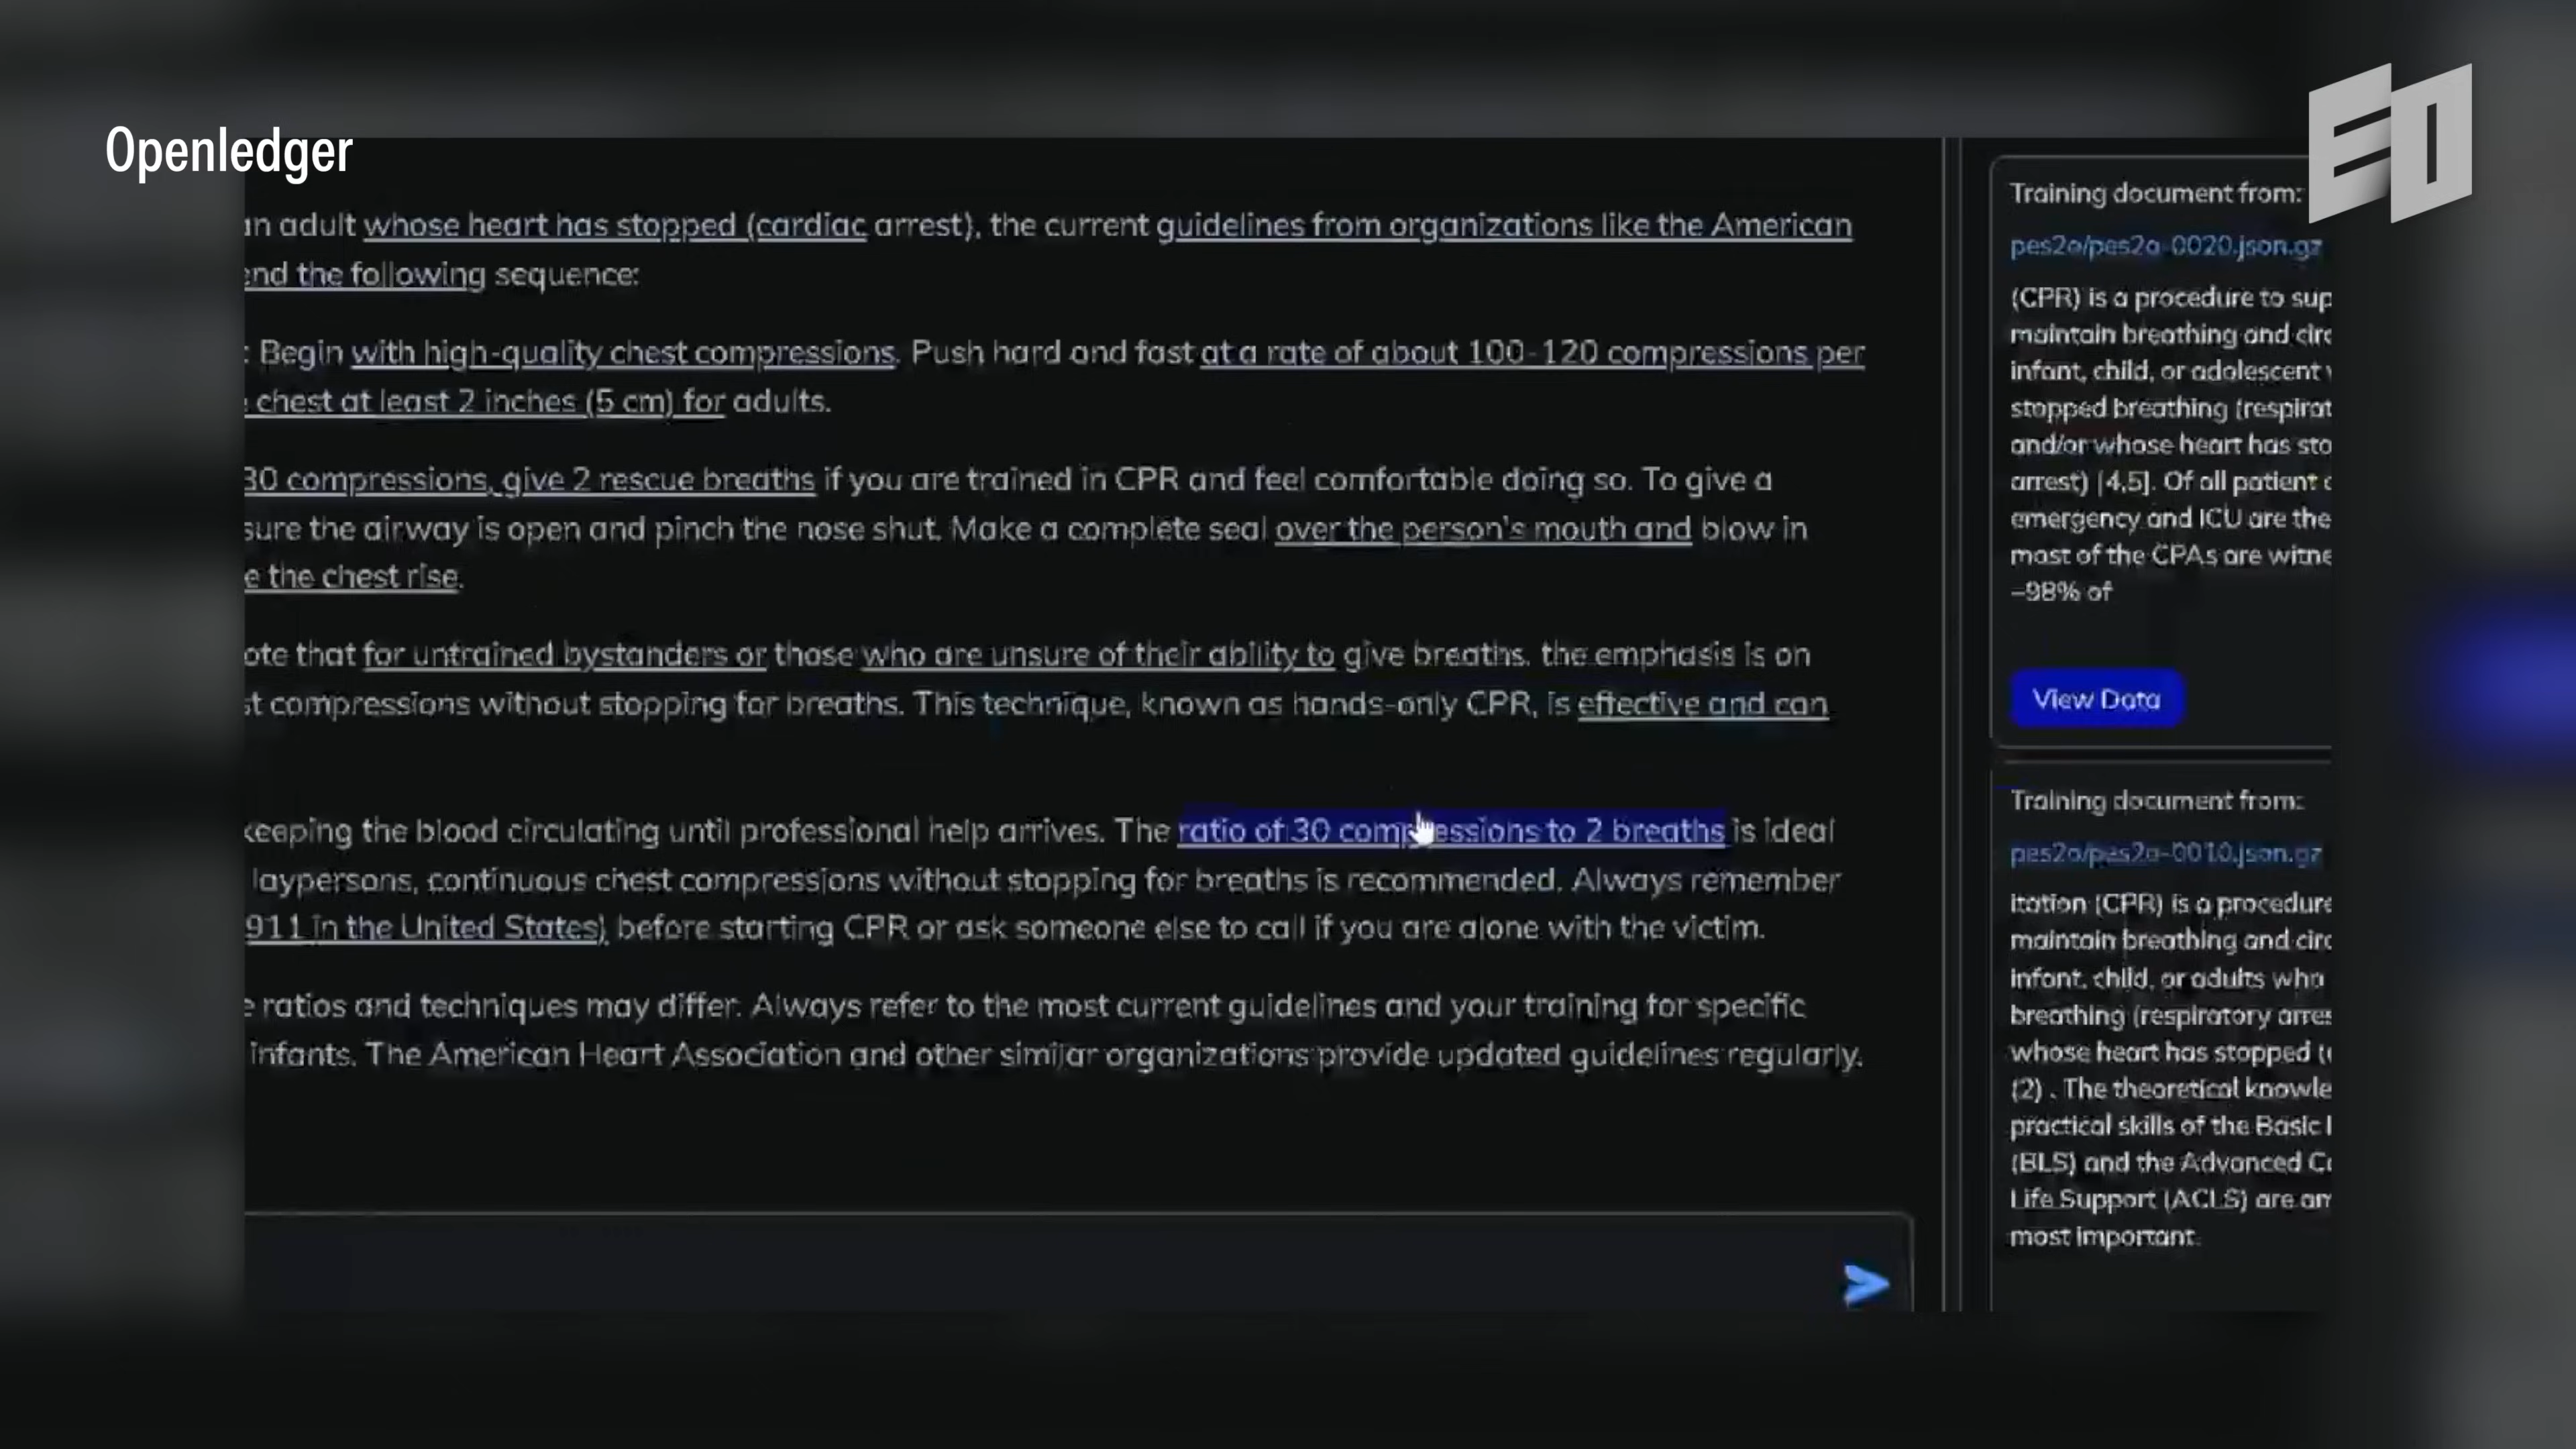 Openledger
EO
an adult whose heart has stopped (cardiac arrest), the current guidelines from organizations like the American
end the following sequence:
: Begin with high-quality chest compressions. Push hard and fast at a rate of about 100-120 compressions per
chest at least 2 inches (5 cm) for adults.
30 compressions, give 2 rescue breaths if you are trained in CPR and feel comfortable doing so. To give a
sure the airway is open and pinch the nose shut. Make a complete seal over the person's mouth and blow in
e the chest rise.
ote that for untrained bystanders or those who are unsure of their ability to give breaths, the emphasis is on
st compressions without stopping for breaths. This technique, known as hands-only CPR, is effective and can
keeping the blood circulating until professional help arrives. The ratio of 30 compressions to 2 breaths is ideal
laypersons, continuous chest compressions without stopping for breaths is recommended. Always remember
911 in the United States) before starting CPR or ask someone else to call if you are alone with the victim.
e ratios and techniques may differ. Always refer to the most current guidelines and your training for specific
infants. The American Heart Association and other similar organizations provide updated guidelines regularly.
Training document from:
pes2o/pes2o-0020.json.gz
(CPR) is a procedure to sup
maintain breathing and circ
infant, child, or adolescent
stopped breathing (respirat
and/or whose heart has sto
arrest) [4,5]. Of all patient
emergency and ICU are the
most of the CPAs are witne
–98% of
View Data
Training document from:
pes2o/pes2o-0010.json.gz
itation (CPR) is a procedure
maintain breathing and circ
infant, child, or adults who
breathing (respiratory arres
whose heart has stopped
(2) . The theoretical knowle
practical skills of the Basic
(BLS) and the Advanced Ca
Life Support (ACLS) are am
most important.